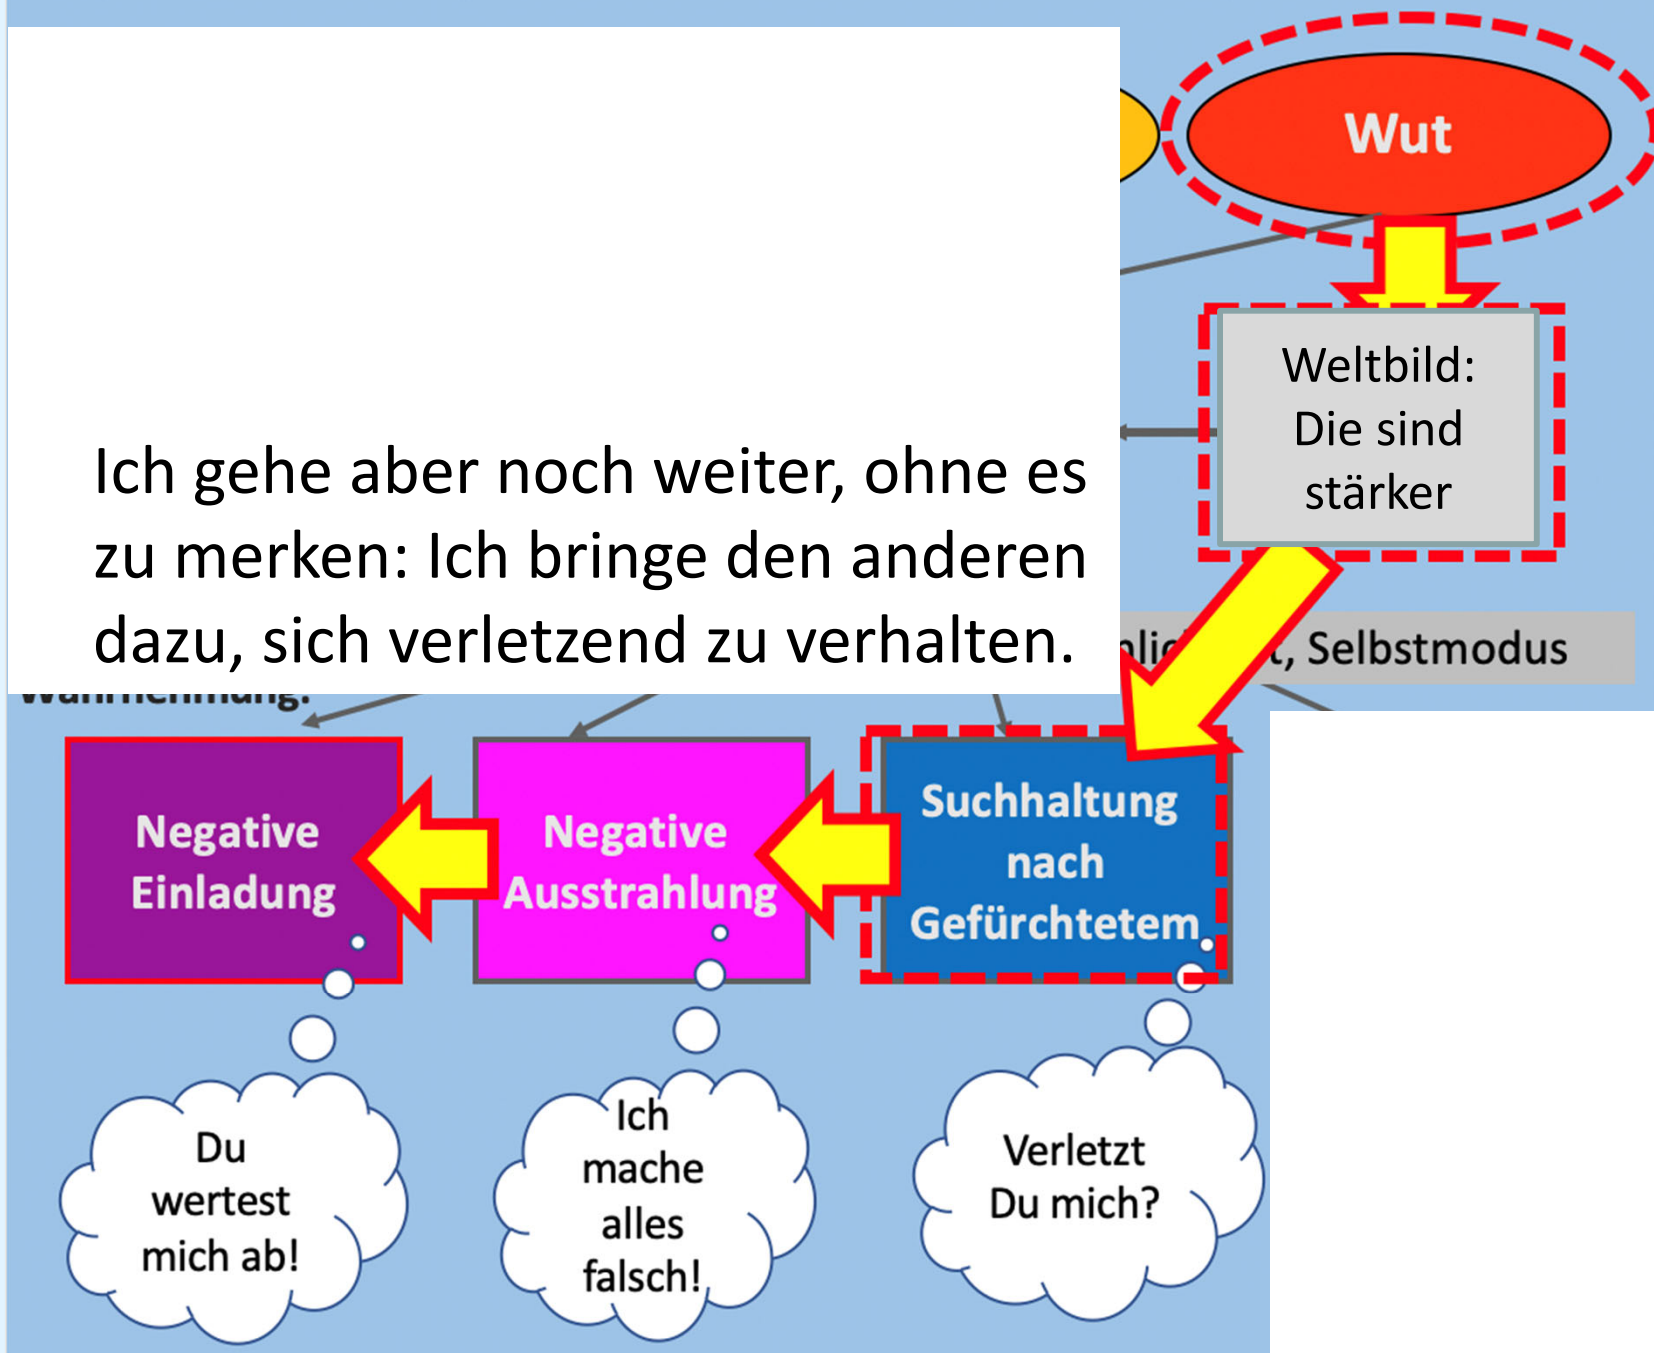 Wut
Weltbild:
Die sind
stärker
Ich gehe aber noch weiter, ohne es
zu merken: Ich bringe den anderen
dazu, sich verletzend zu verhalten.
Selbstmodus
Wahrnehmung:
Negative
Einladung
Negative
Ausstrahlung
Suchhaltung
nach
Gefürchtetem
Du
wertest
mich ab!
Ich
mache
alles
falsch!
Verletzt
Du mich?